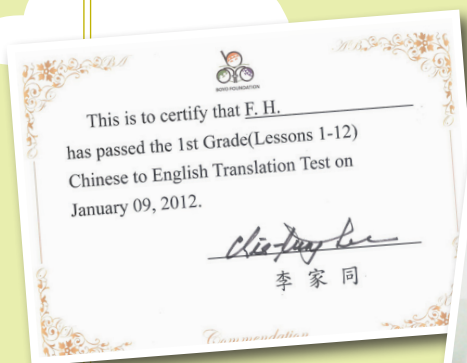 BOYO FOUNDATION
This is to certify that F. H.
has passed the 1st Grade(Lessons 1-12)
Chinese to English Translation Test on
January 09, 2012.
李家同
Commendation